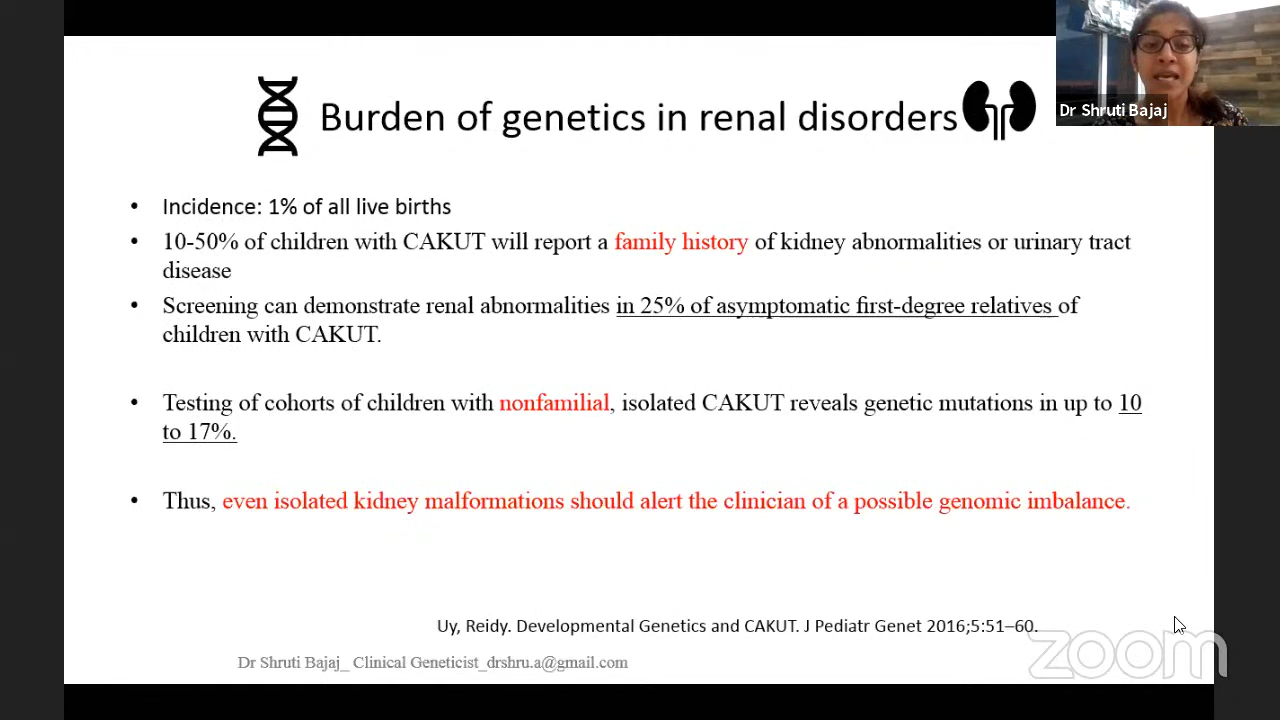 Burden of genetics in renal disorders
Dr Shruti Bajaj
• Incidence: 1% of all live births
• 10-50% of children with CAKUT will report a family history of kidney abnormalities or urinary tract
disease
• Screening can demonstrate renal abnormalities in 25% of asymptomatic first-degree relatives of
children with CAKUT.
• Testing of cohorts of children with nonfamilial, isolated CAKUT reveals genetic mutations in up to 10
to 17%.
• Thus, even isolated kidney malformations should alert the clinician of a possible genomic imbalance.
Uy, Reidy. Developmental Genetics and CAKUT. J Pediatr Genet 2016;5:51–60.
Dr Shruti Bajaj_ Clinical Geneticist_drshru.a@gmail.com
zoom